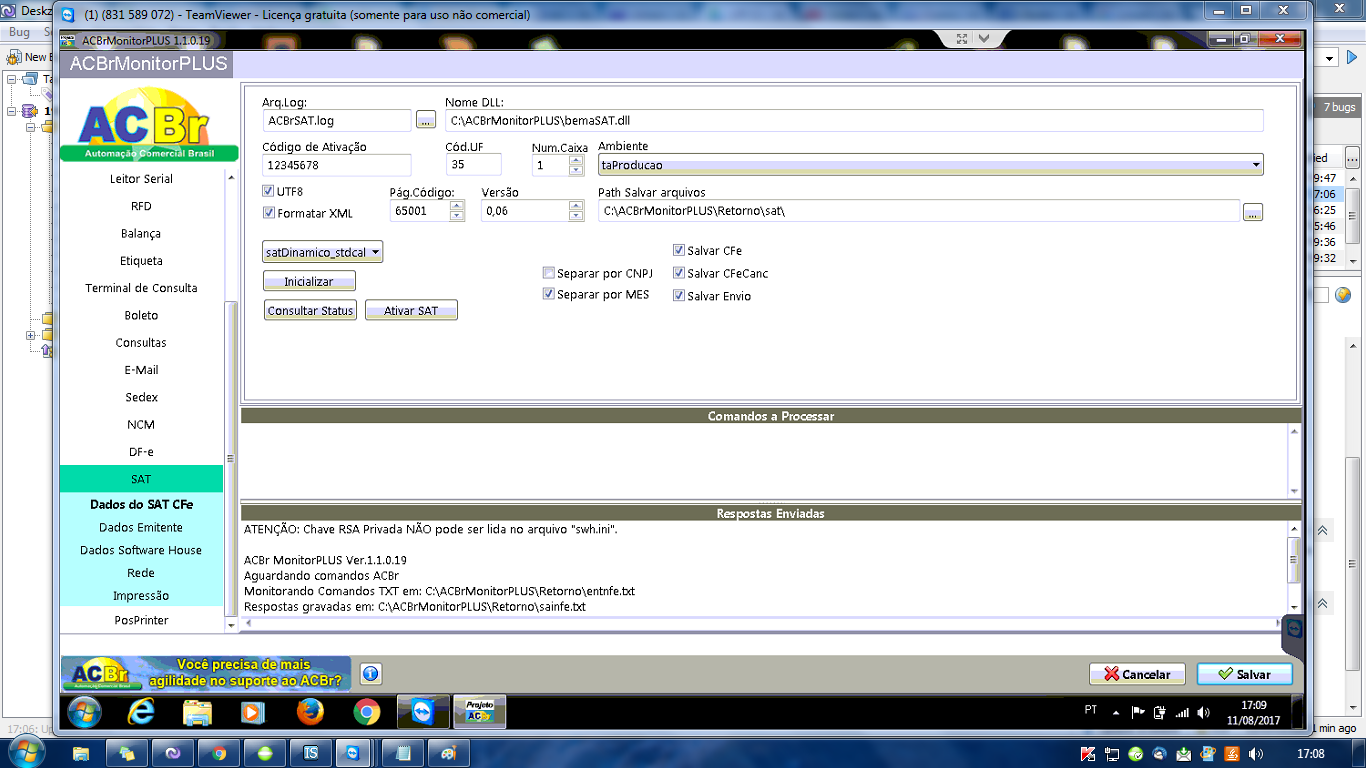 Deskz
(1) (831 589 072) - TeamViewer - Licença gratuita (somente para uso não comercial)
Bug
ACBrMonitorPLUS 1.1.0.19
New B
ACBrMonitorPLUS
7 bugs
Arq.Log:
Nome DLL:
ACBrSAT.log
...
C:\ACBrMonitorPLUS\bemaSAT.dll
ACBr
Automação Comercial Brasil
Código de Ativação
Cód.UF
Num.Caixa
Ambiente
12345678
35
1
taProducao
Leitor Serial
RFD
Balança
Etiqueta
Terminal de Consulta
Boleto
Consultas
E-Mail
Sedex
NCM
DF-e
SAT
Dados do SAT CFe
Dados Emitente
Dados Software House
Rede
Impressão
PosPrinter
UTF8
Pág.Código:
Versão
Path Salvar arquivos
Formatar XML
65001
0,06
C:\ACBrMonitorPLUS\Retorno\sat\
...
satDinamico_stdcal
Salvar CFe
Inicializar
Separar por CNPJ
Salvar CFeCanc
Separar por MES
Salvar Envio
Consultar Status
Ativar SAT
ied
...
9:47
7:06
6:25
5:46
9:36
9:32
Comandos a Processar
Respostas Enviadas
ATENÇÃO: Chave RSA Privada NÃO pode ser lida no arquivo "swh.ini".
ACBr MonitorPLUS Ver.1.1.0.19
Aguardando comandos ACBr
Monitorando Comandos TXT em: C:\ACBrMonitorPLUS\Retorno\entnfe.txt
Respostas gravadas em: C:\ACBrMonitorPLUS\Retorno\sainfe.txt
ACBr
Automação Comercial Brasil
Você precisa de mais
agilidade no suporte ao ACBr?
Cancelar
Salvar
Projeto
ACBr
PT
17:09
11/08/2017
17:06: Up
1 min ago
17:08